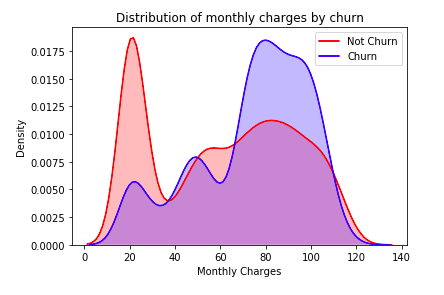 Distribution of monthly charges by churn
Not Churn
Churn
0.0175
0.0150
0.0125
0.0100
0.0075
0.0050
0.0025
0.0000
Density
0 20 40 60 80 100 120 140
Monthly Charges